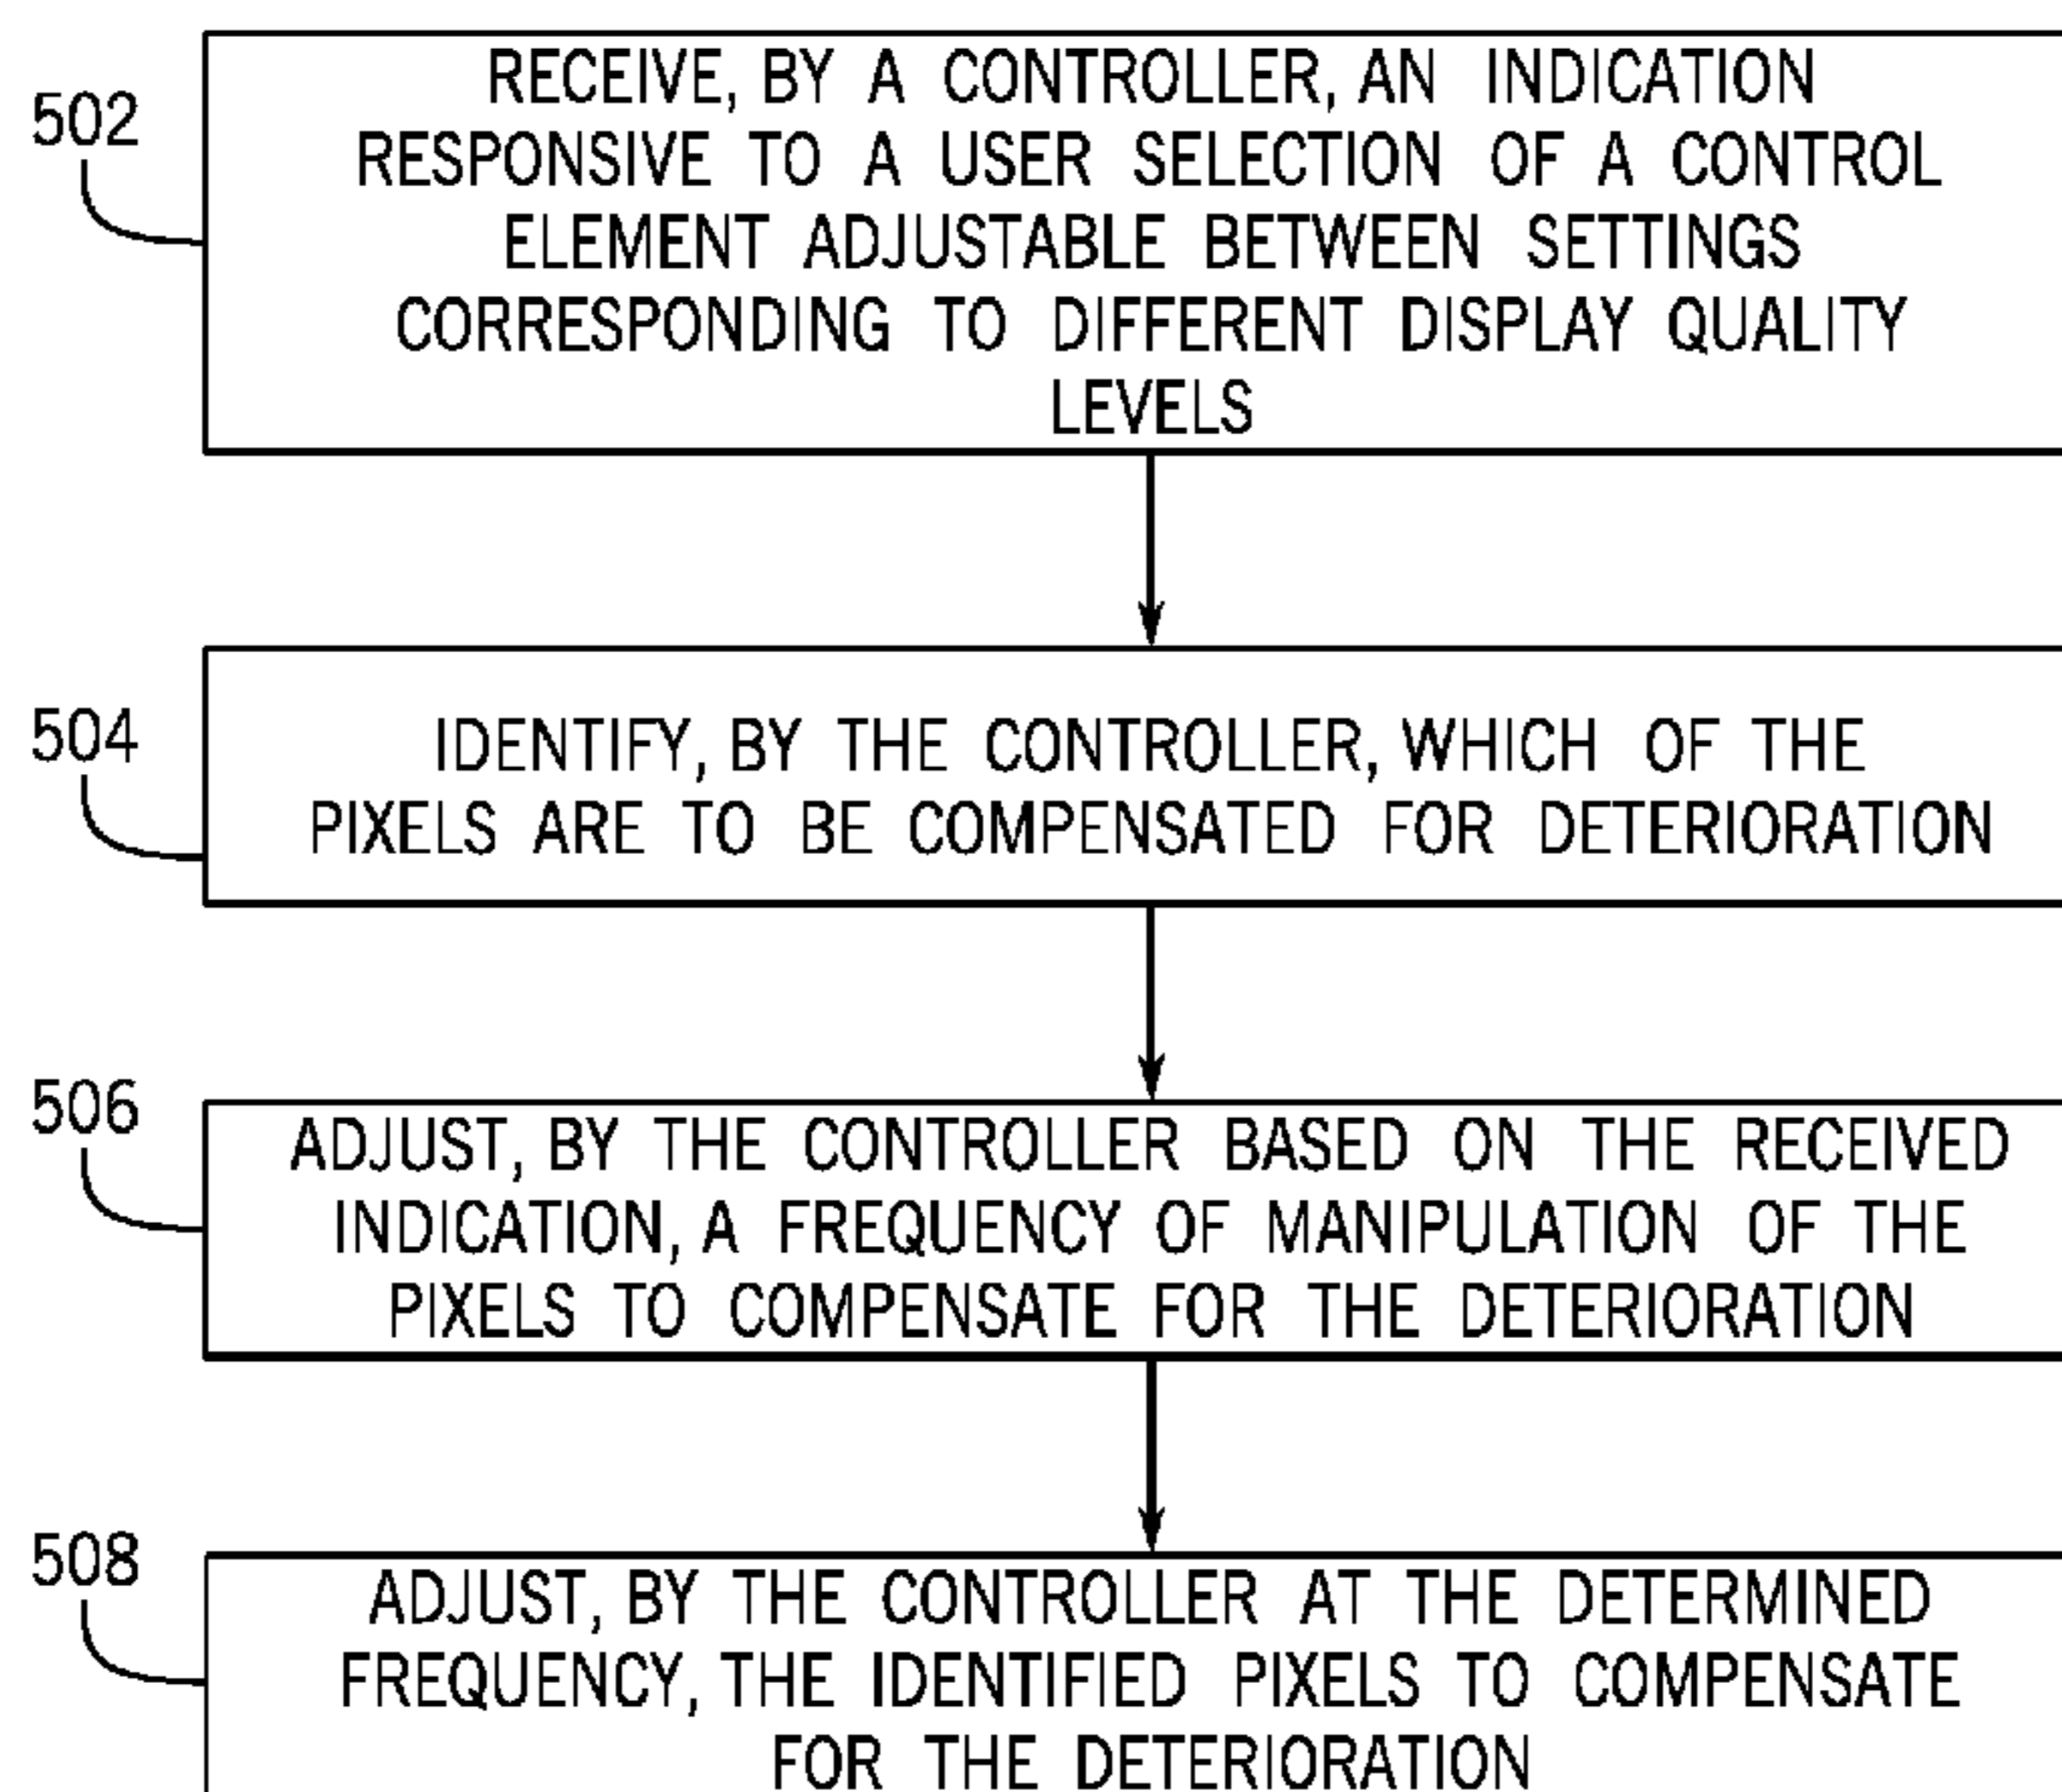 502
RECEIVE, BY A CONTROLLER, AN INDICATION
RESPONSIVE TO A USER SELECTION OF A CONTROL
ELEMENT ADJUSTABLE BETWEEN SETTINGS
CORRESPONDING TO DIFFERENT DISPLAY QUALITY
LEVELS
504
IDENTIFY, BY THE CONTROLLER, WHICH OF THE
PIXELS ARE TO BE COMPENSATED FOR DETERIORATION
506
ADJUST, BY THE CONTROLLER BASED ON THE RECEIVED
INDICATION, A FREQUENCY OF MANIPULATION OF THE
PIXELS TO COMPENSATE FOR THE DETERIORATION
508
ADJUST, BY THE CONTROLLER AT THE DETERMINED
FREQUENCY, THE IDENTIFIED PIXELS TO COMPENSATE
FOR THE DETERIORATION